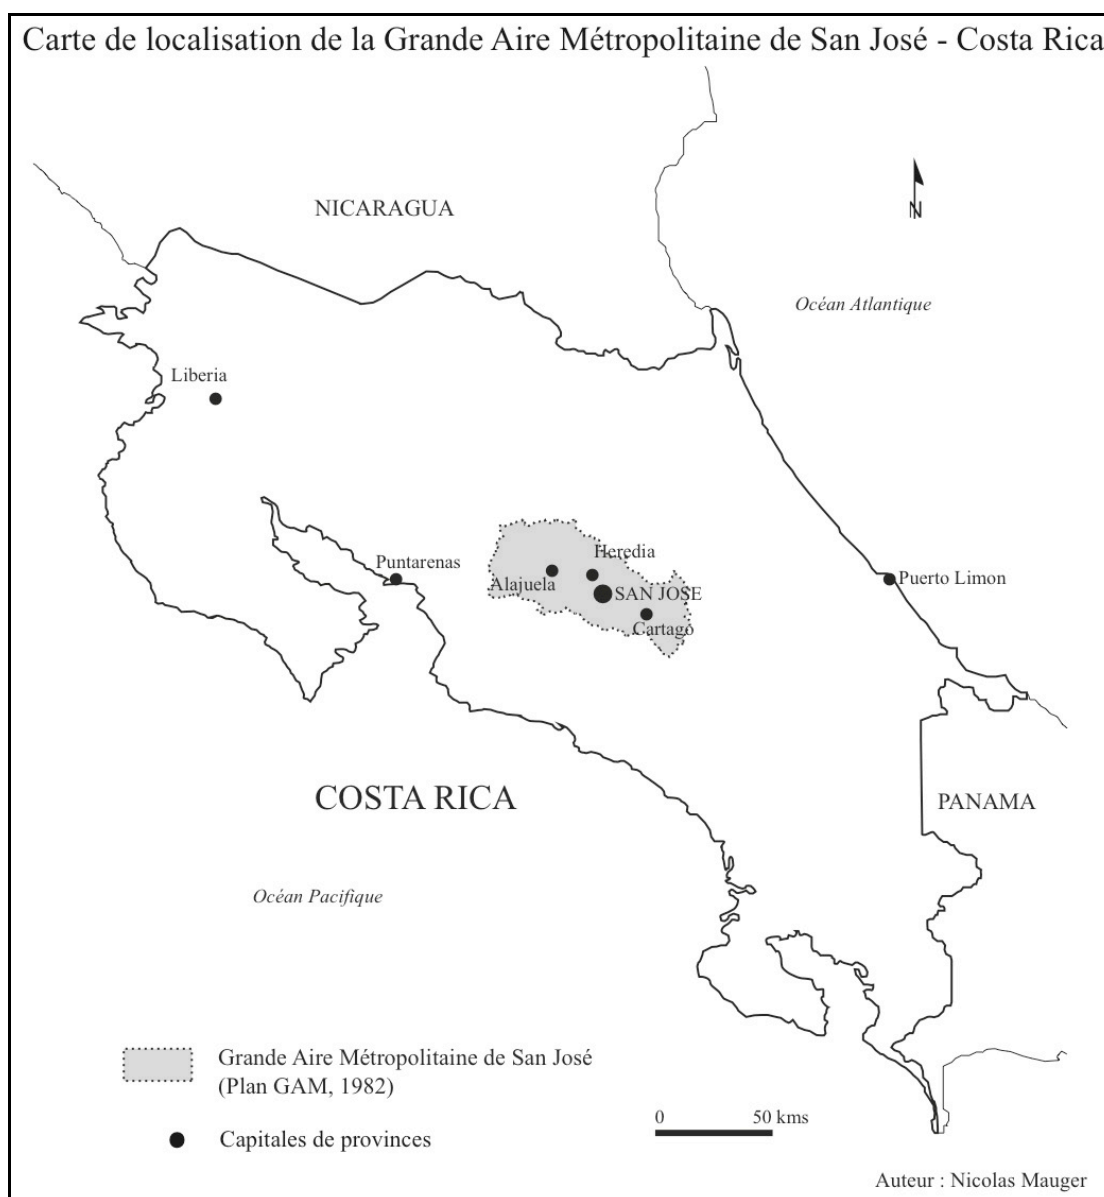 Carte de localisation de la Grande Aire Métropolitaine de San José - Costa Rica
NICARAGUA
N
Océan Atlantique
Liberia
Heredia
Puntarenas
Puerto Limon
Alajuela
SAN JOSE
Cartago
COSTA RICA
PANAMA
Océan Pacifique
Grande Aire Métropolitaine de San José
(Plan GAM, 1982)
0 50 kms
Capitales de provinces
Auteur : Nicolas Mauger